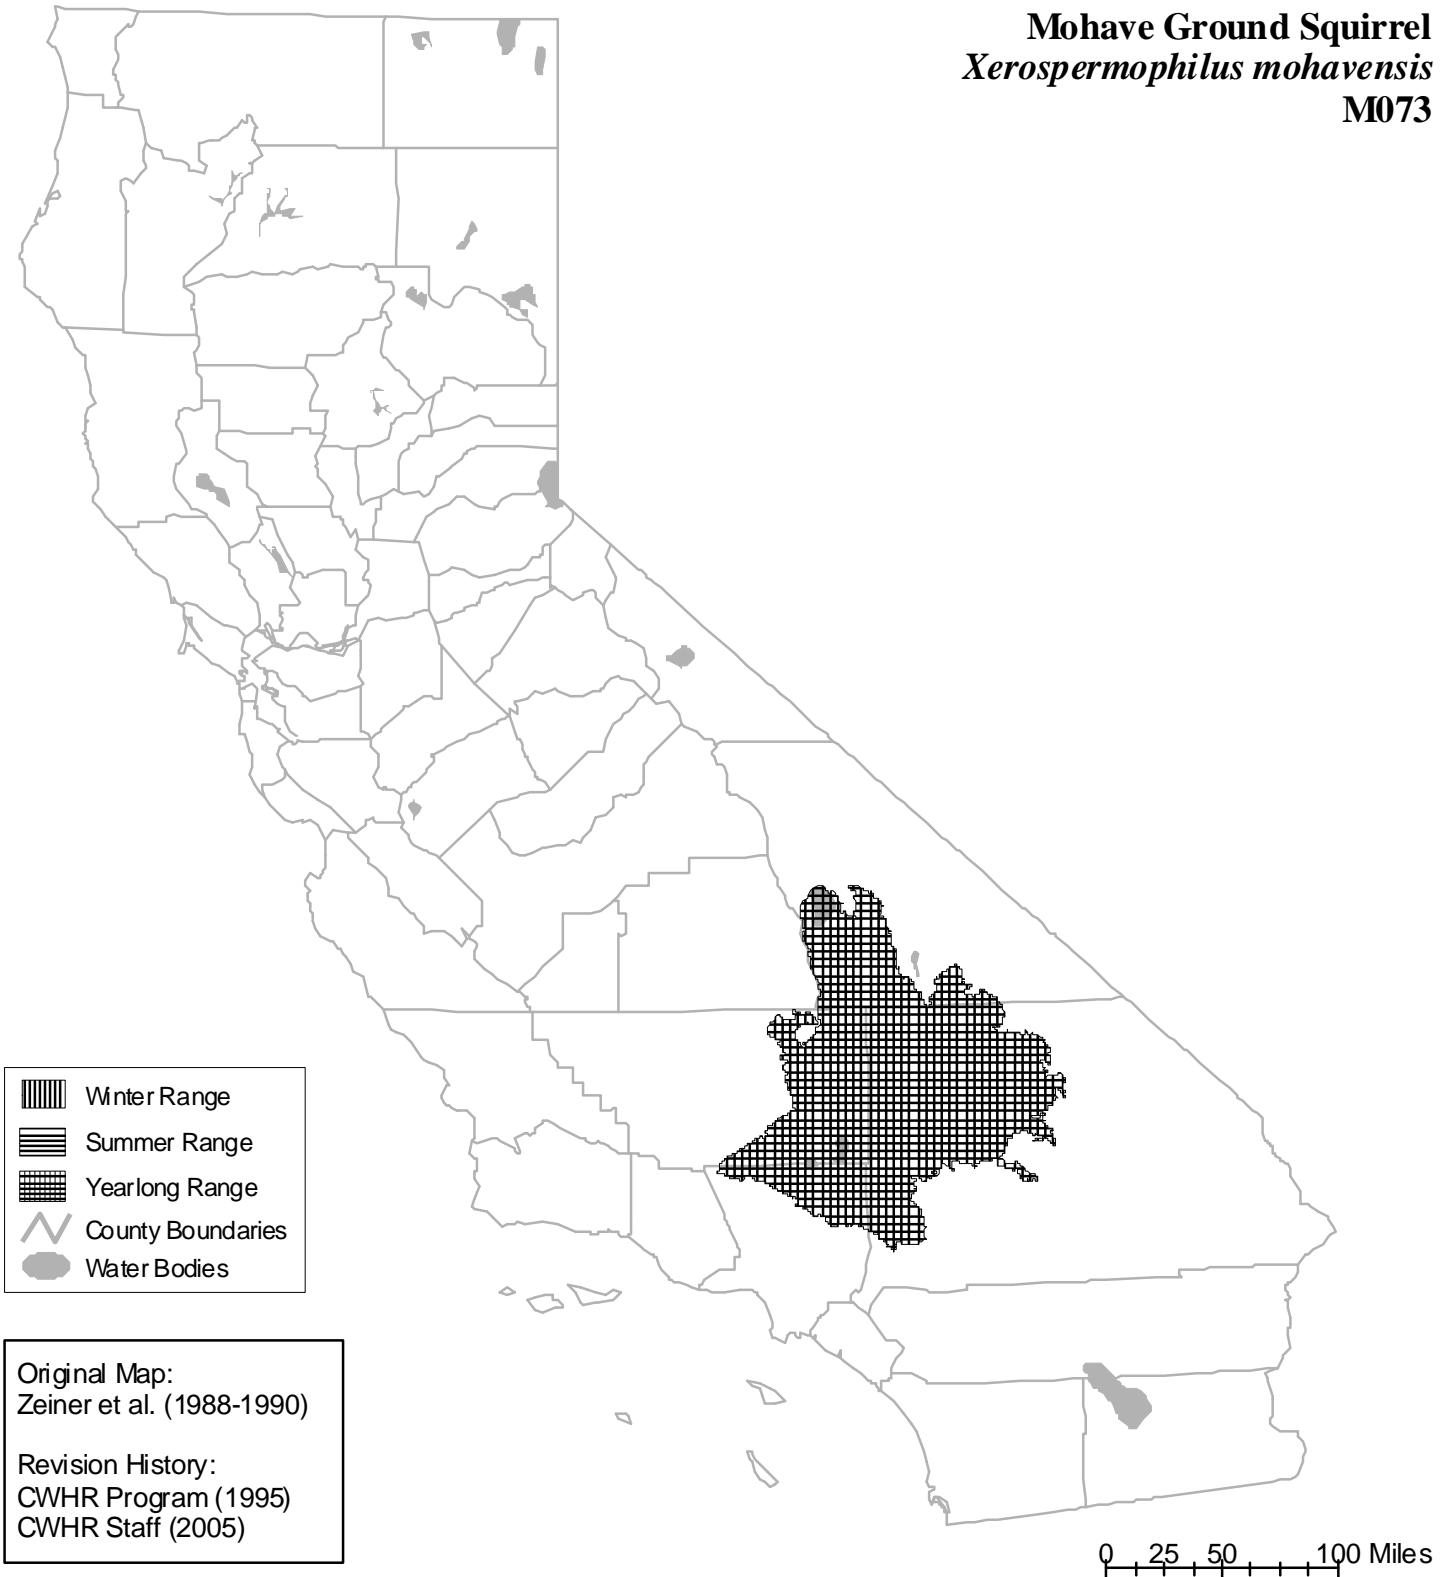 Mohave Ground Squirrel
Xerospermophilus mohavensis
M073
Winter Range
Summer Range
Yearlong Range
County Boundaries
Water Bodies
Original Map:
Zeiner et al. (1988-1990)
Revision History:
CWHR Program (1995)
CWHR Staff (2005)
0 25 50 100 Miles